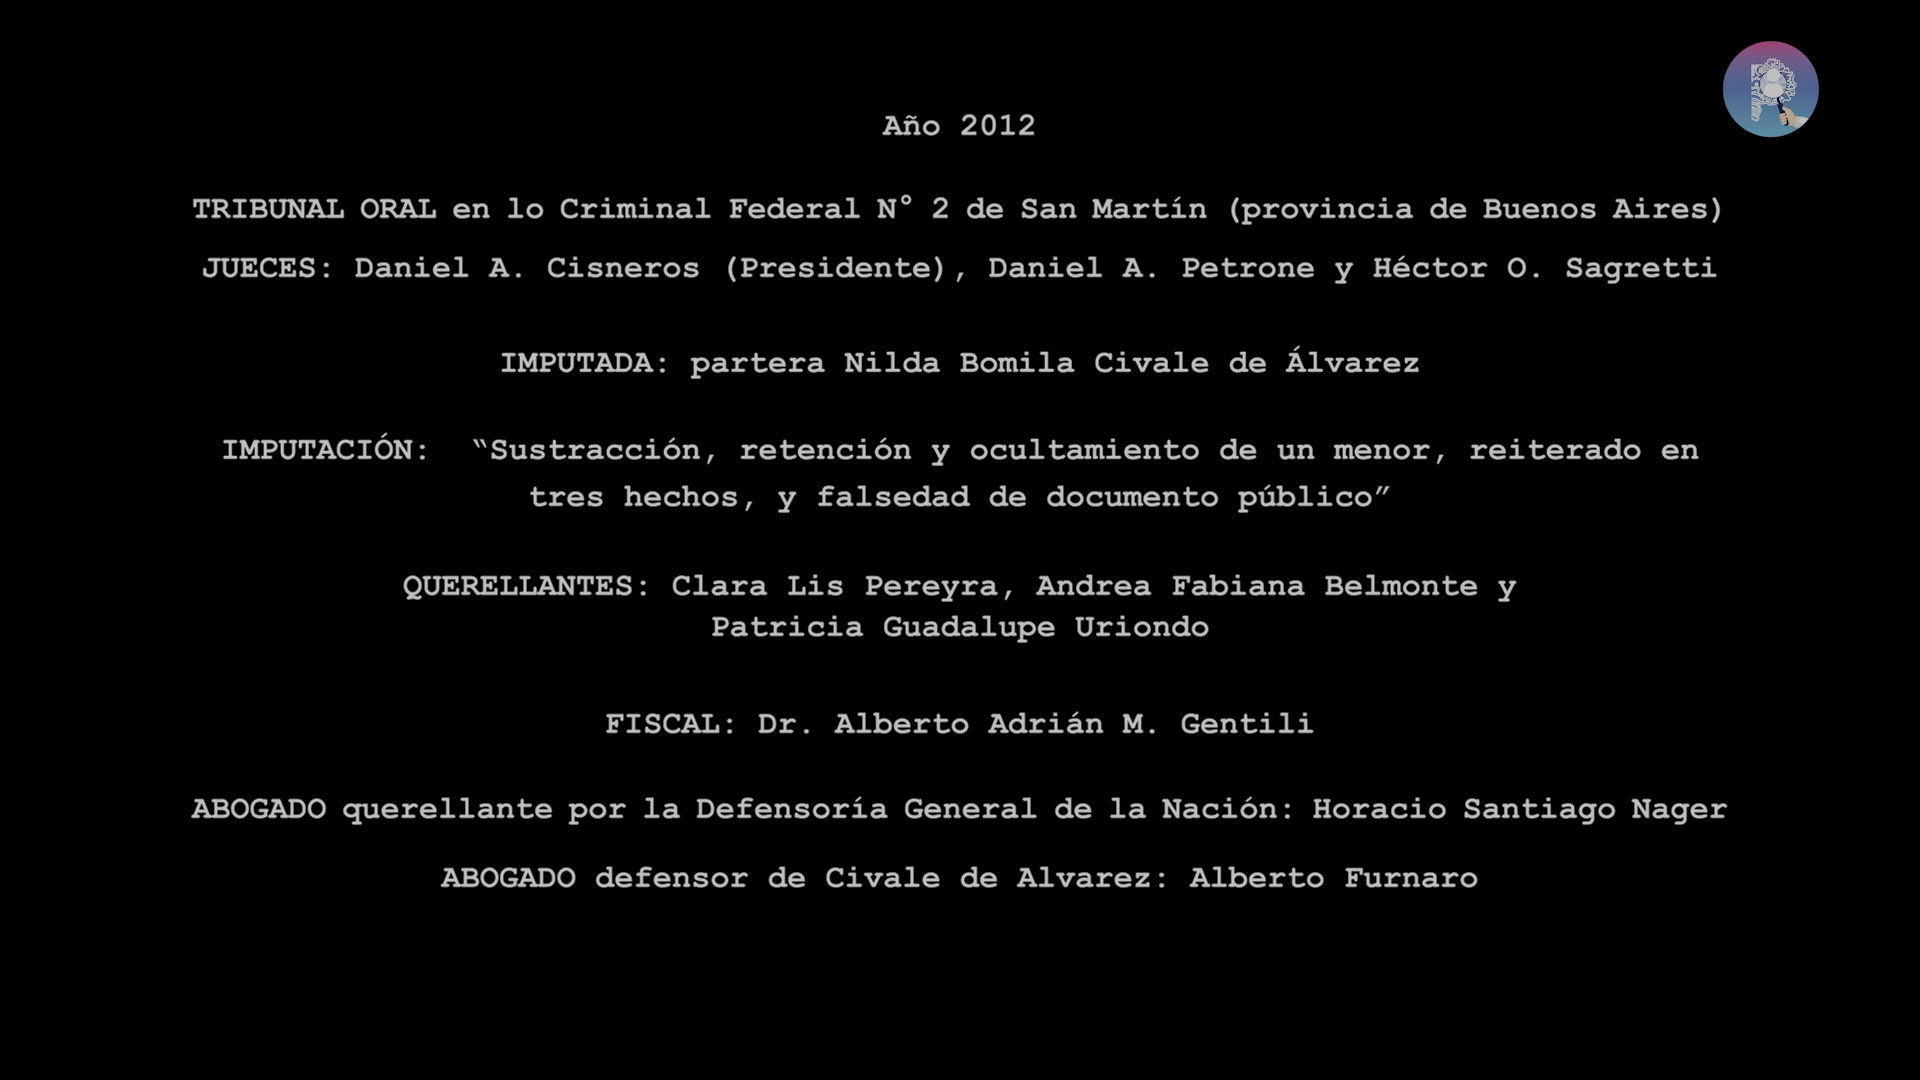 Año 2012
TRIBUNAL ORAL en lo Criminal Federal N° 2 de San Martín (provincia de Buenos Aires)
JUECES: Daniel A. Cisneros (Presidente), Daniel A. Petrone y Héctor O. Sagretti
IMPUTADA: partera Nilda Bomila Civale de Álvarez
IMPUTACIÓN: “Sustracción, retención y ocultamiento de un menor, reiterado en
tres hechos, y falsedad de documento público”
QUERELLANTES: Clara Lis Pereyra, Andrea Fabiana Belmonte y
Patricia Guadalupe Uriondo
FISCAL: Dr. Alberto Adrián M. Gentili
ABOGADO querellante por la Defensoría General de la Nación: Horacio Santiago Nager
ABOGADO defensor de Civale de Alvarez: Alberto Furnaro